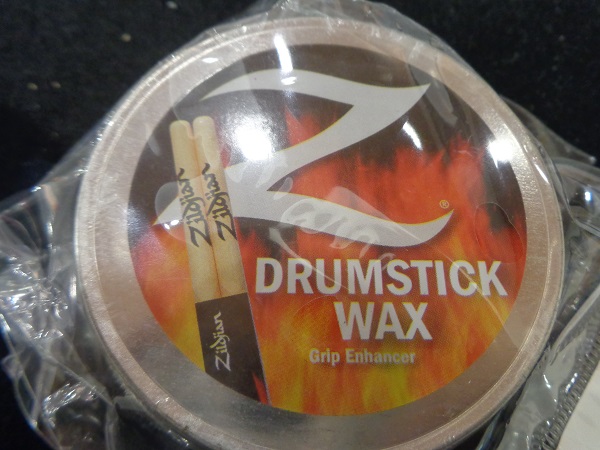 Z
®
Zildjian
Zildjian
Zildjian
DRUMSTICK
WAX
Grip Enhancer